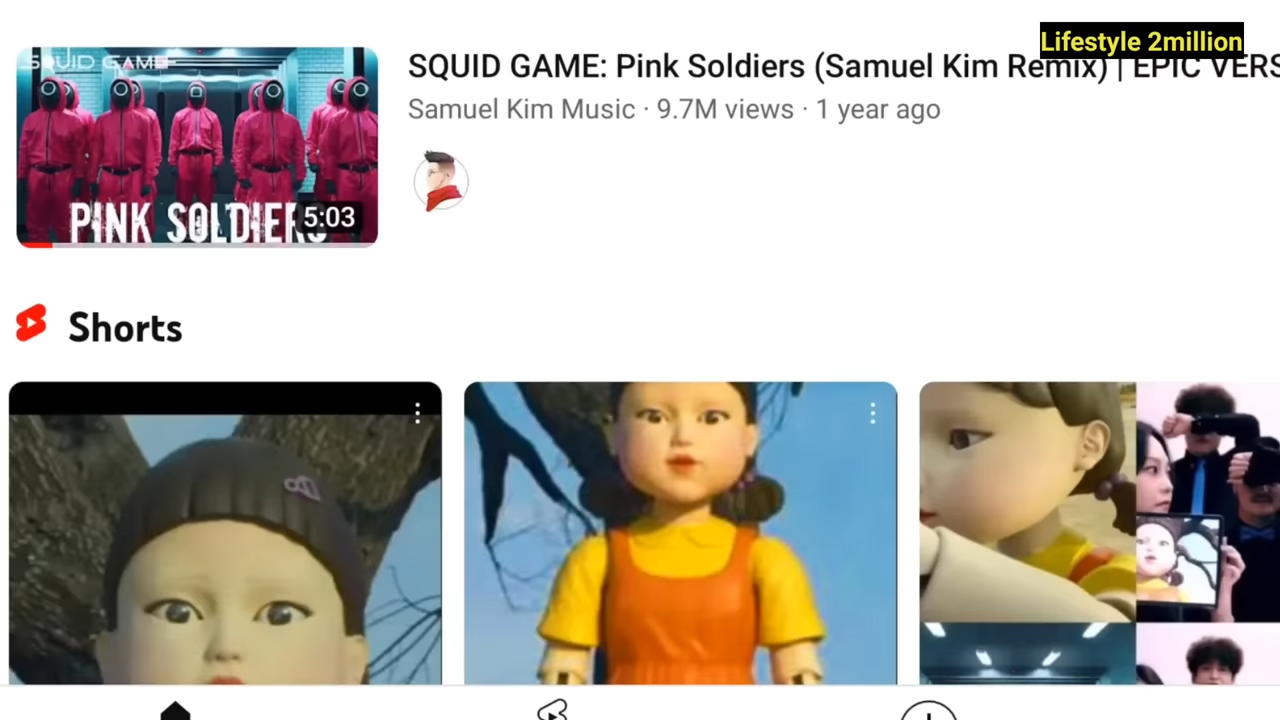 Lifestyle 2million
SQUID GAME
PINK SOLDIERS
5:03
SQUID GAME: Pink Soldiers (Samuel Kim Remix) | EPIC VERS
Samuel Kim Music · 9.7M views · 1 year ago
Shorts